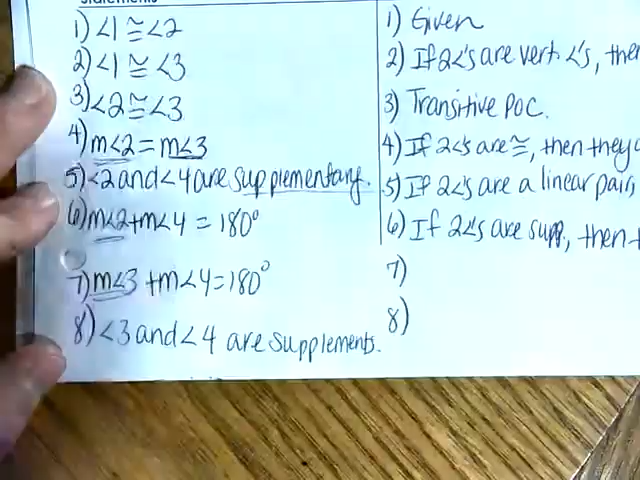 Statements
1) <1 ≅ <2
2) <1 ≅ <3
3) <2 ≅ <3
4) m<2 = m<3
5) <2 and <4 are supplementary.
6) m<2 + m<4 = 180°
7) m<3 + m<4 = 180°
8) <3 and <4 are supplements.
1) Given
2) If 2<'s are vert. <'s, then
3) Transitive POC.
4) If 2<'s are ≅, then they
5) If 2<'s are a linear pair,
6) If 2<'s are supp, then
7)
8)